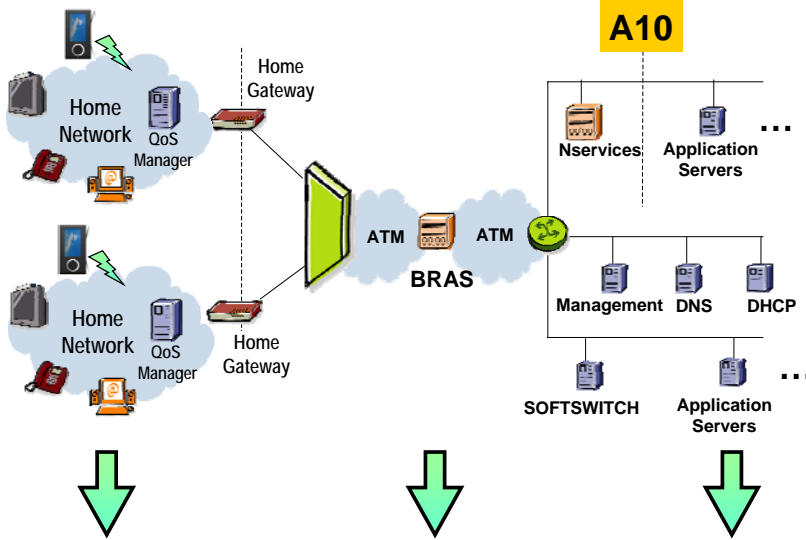 A10
Home
Gateway
Home
Network
QoS
Manager
Nservices
Application
Servers
...
ATM
ATM
BRAS
Management
DNS
DHCP
Home
Network
QoS
Manager
Home
Gateway
SOFTSWITCH
Application
Servers
...
@
@